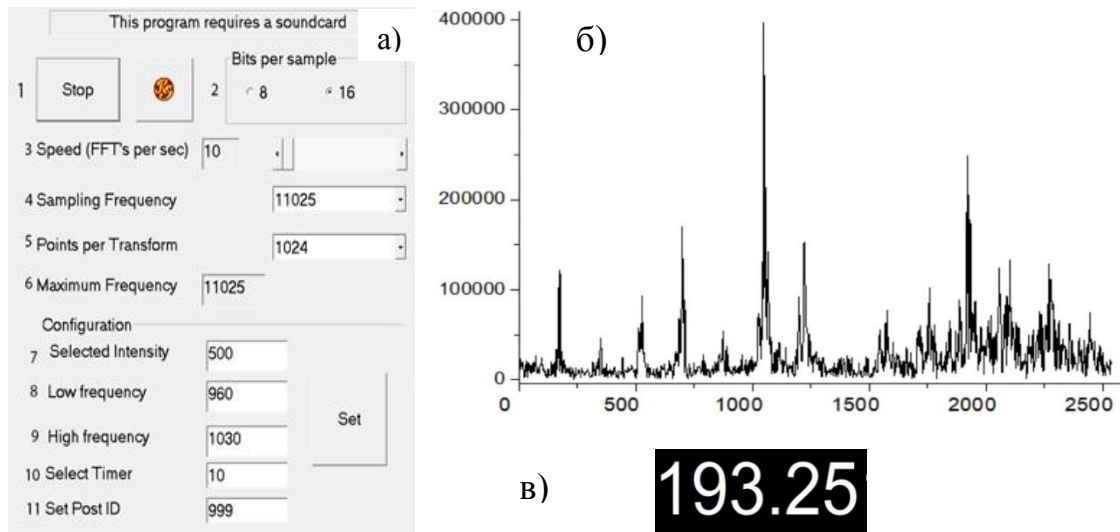 This program requires a soundcard
а)
1 Stop
2 Bits per sample
8 16
3 Speed (FFT's per sec) 10
4 Sampling Frequency 11025
5 Points per Transform 1024
6 Maximum Frequency 11025
Configuration
7 Selected Intensity 500
8 Low frequency 960
9 High frequency 1030
Set
10 Select Timer 10
11 Set Post ID 999
б)
400000
300000
200000
100000
0
0 500 1000 1500 2000 2500
в)
193.25